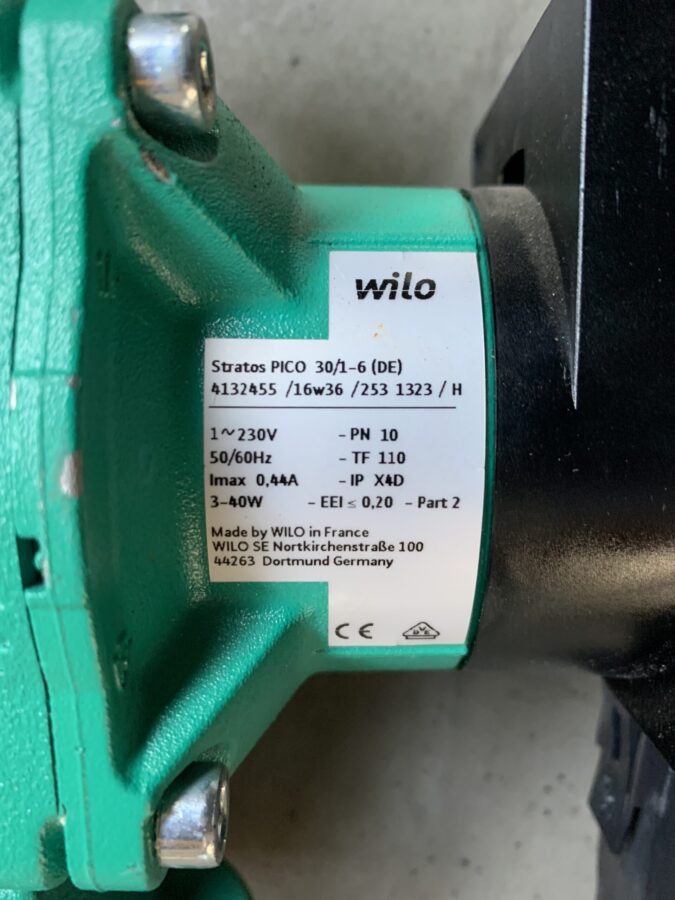 wilo
Stratos PICO 30/1-6 (DE)
4132455 /16w36 /253 1323 / H
1~230V - PN 10
50/60Hz - TF 110
Imax 0,44A - IP X4D
3-40W - EEI ≤ 0,20 - Part 2
Made by WILO in France
WILO SE Nortkirchenstraße 100
44263 Dortmund Germany
CE DVE